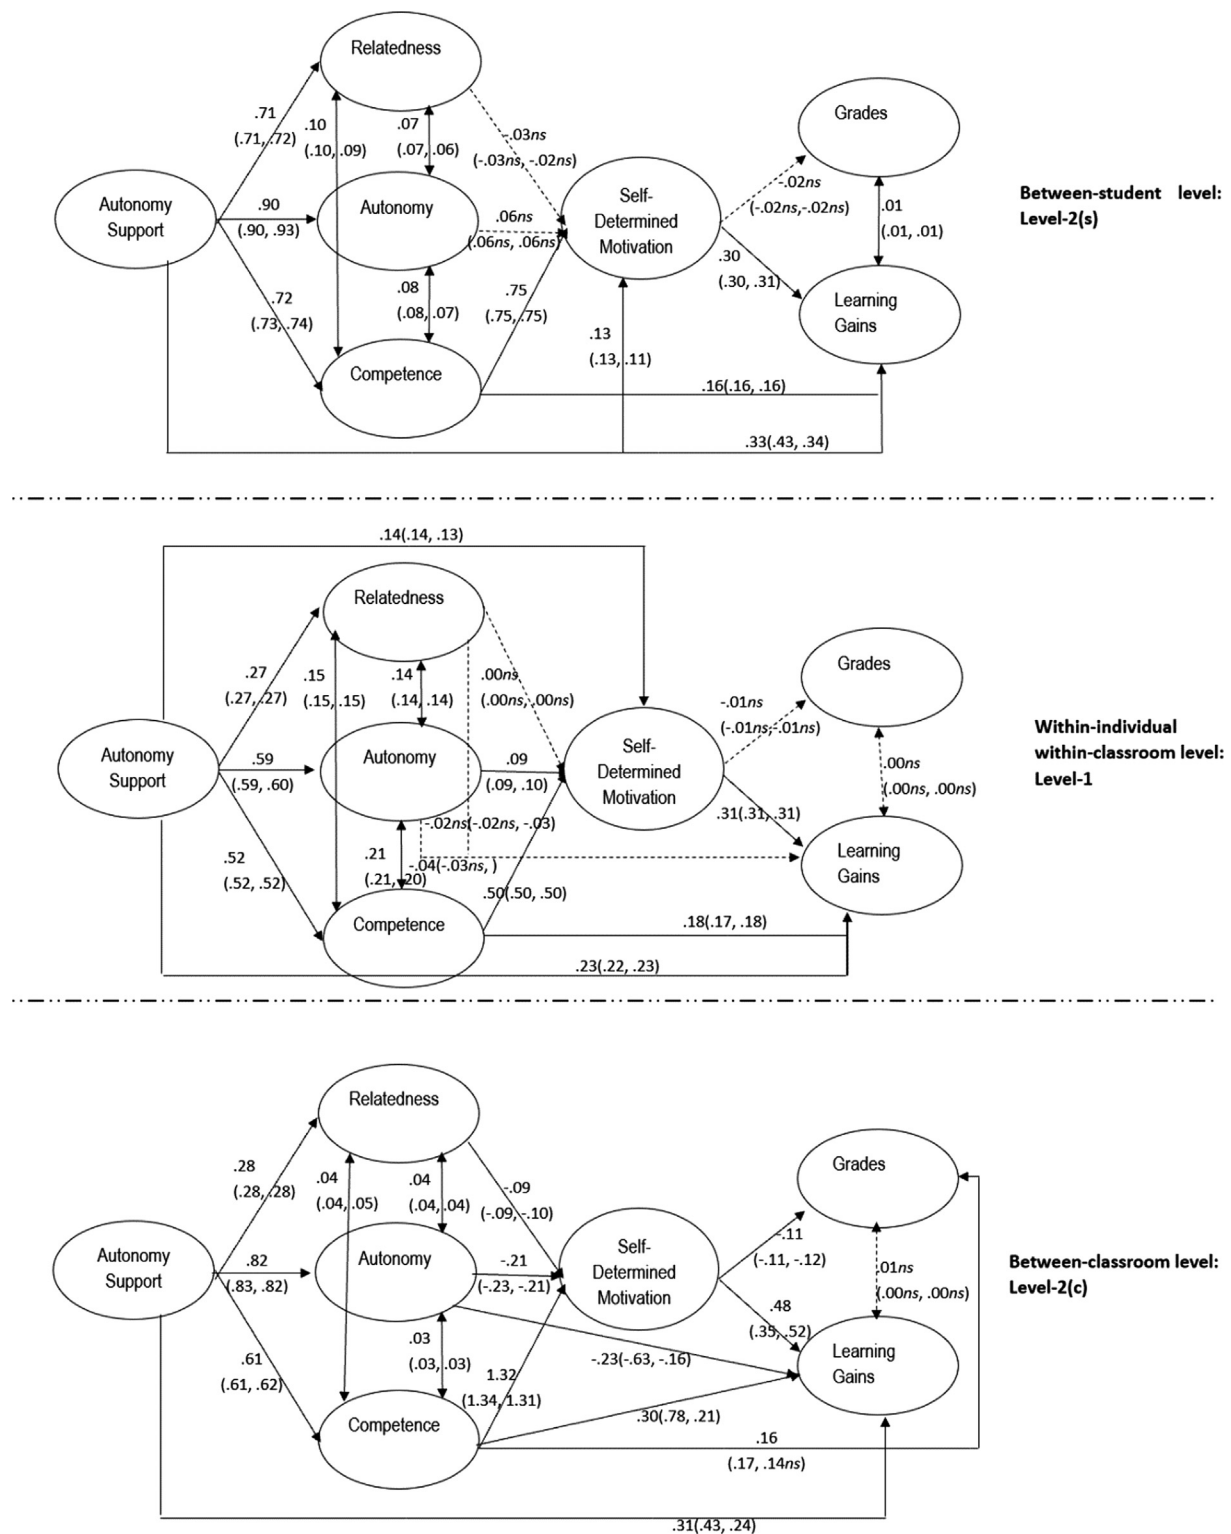 Relatedness
.71
(.71, .72)
.10
(.10, .09)
.07
(.07, .06)
-.03ns
(-.03ns, -.02ns)
Grades
Autonomy
Support
.90
(.90, .93)
Autonomy
.06ns
(.06ns, .06ns)
Self-
Determined
Motivation
-.02ns
(-.02ns,-.02ns)
.01
(.01, .01)
Between-student level:
Level-2(s)
.72
(.73, .74)
.08
(.08, .07)
.75
(.75, .75)
.30
(.30, .31)
Learning
Gains
Competence
.13
(.13, .11)
.16(.16, .16)
.33(.43, .34)
.14(.14, .13)
Relatedness
.27
(.27, .27)
.15
(.15, .15)
.14
(.14, .14)
.00ns
(.00ns, .00ns)
Grades
Autonomy
Support
.59
(.59, .60)
Autonomy
.09
(.09, .10)
Self-
Determined
Motivation
-.01ns
(-.01ns,-.01ns)
.00ns
(.00ns, .00ns)
Within-individual
within-classroom level:
Level-1
.52
(.52, .52)
.21
(.21, .20)
-.02ns(-.02ns, -.03)
-.04(-.03ns, )
.50(.50, .50)
.31(.31, .31)
Learning
Gains
Competence
.18(.17, .18)
.23(.22, .23)
Relatedness
.28
(.28, .28)
.04
(.04, .05)
.04
(.04, .04)
-.09
(-.09, -.10)
Grades
Autonomy
Support
.82
(.83, .82)
Autonomy
-.21
(-.23, -.21)
Self-
Determined
Motivation
-.11
(-.11, -.12)
.01ns
(.00ns, .00ns)
Between-classroom level:
Level-2(c)
.61
(.61, .62)
.03
(.03, .03)
1.32
(1.34, 1.31)
.48
(.35, .52)
-.23(-.63, -.16)
Learning
Gains
Competence
.30(.78, .21)
.16
(.17, .14ns)
.31(.43, .24)